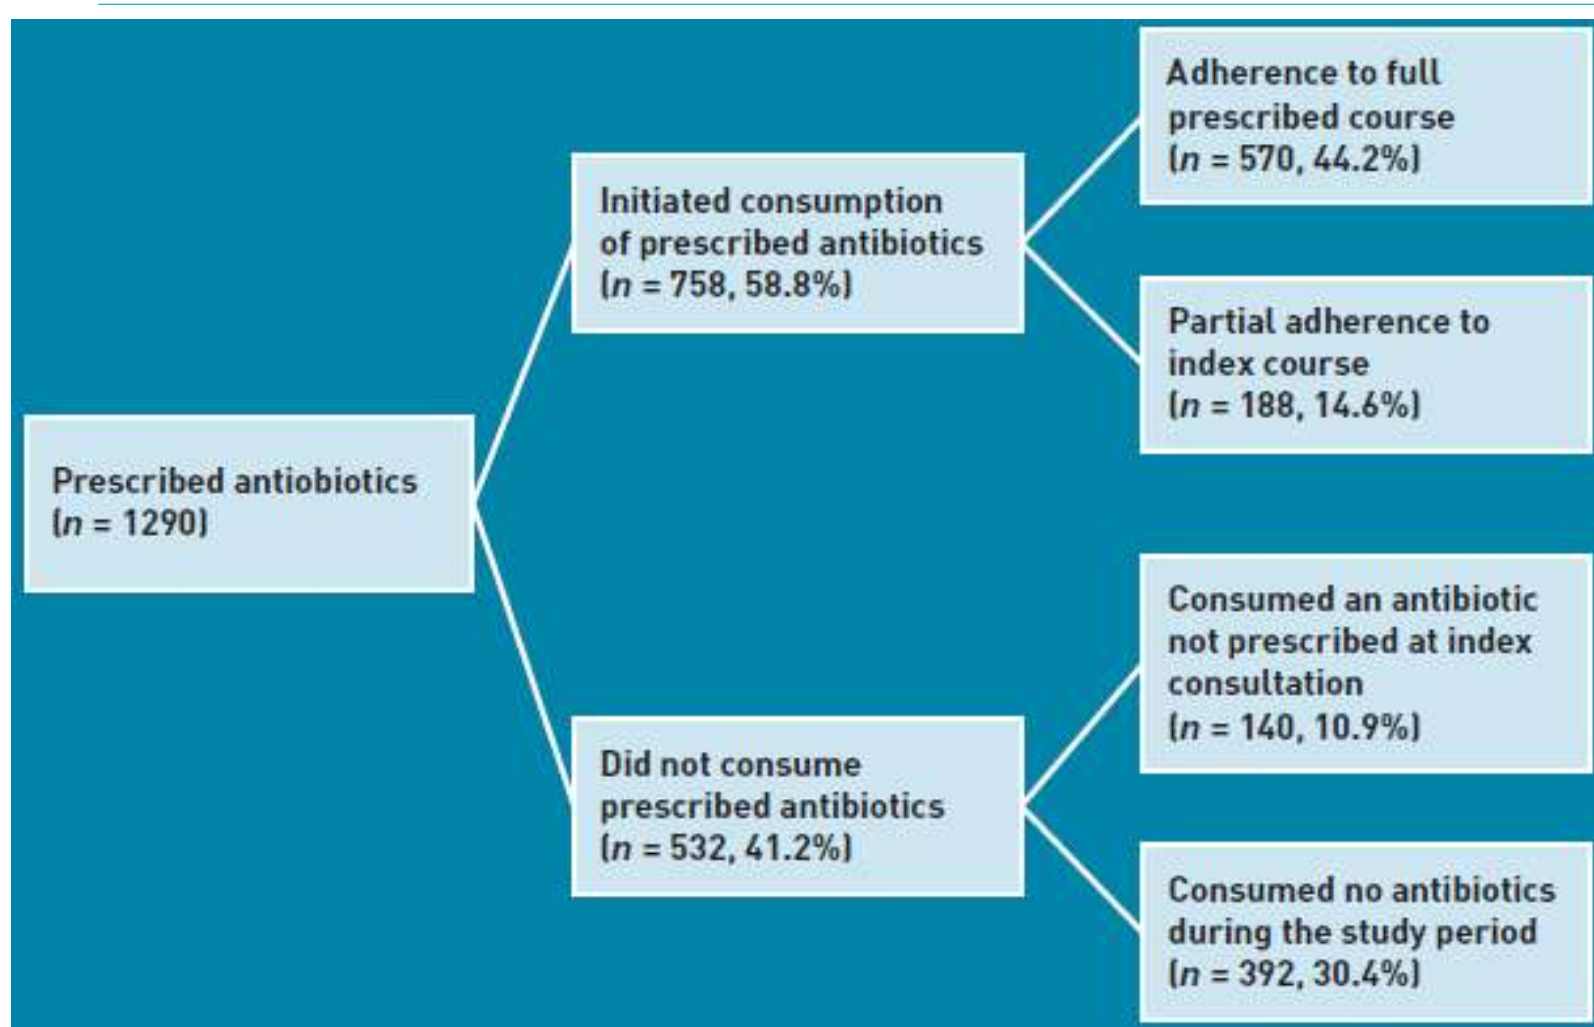 Prescribed antiobiotics
(n = 1290)
Initiated consumption
of prescribed antibiotics
(n = 758, 58.8%)
Did not consume
prescribed antibiotics
(n = 532, 41.2%)
Adherence to full
prescribed course
(n = 570, 44.2%)
Partial adherence to
index course
(n = 188, 14.6%)
Consumed an antibiotic
not prescribed at index
consultation
(n = 140, 10.9%)
Consumed no antibiotics
during the study period
(n = 392, 30.4%)